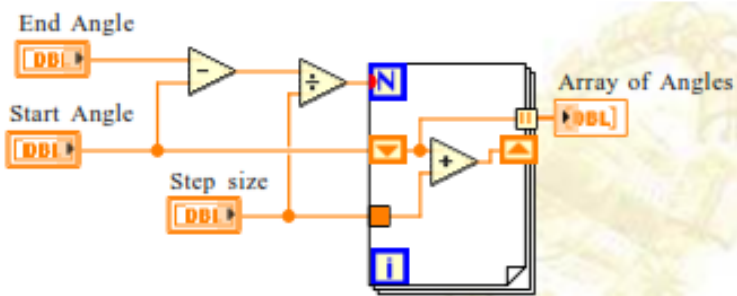 End Angle
DBL
Start Angle
DBL
Step size
DBL
−
÷
N
+
i
Array of Angles
DBL]